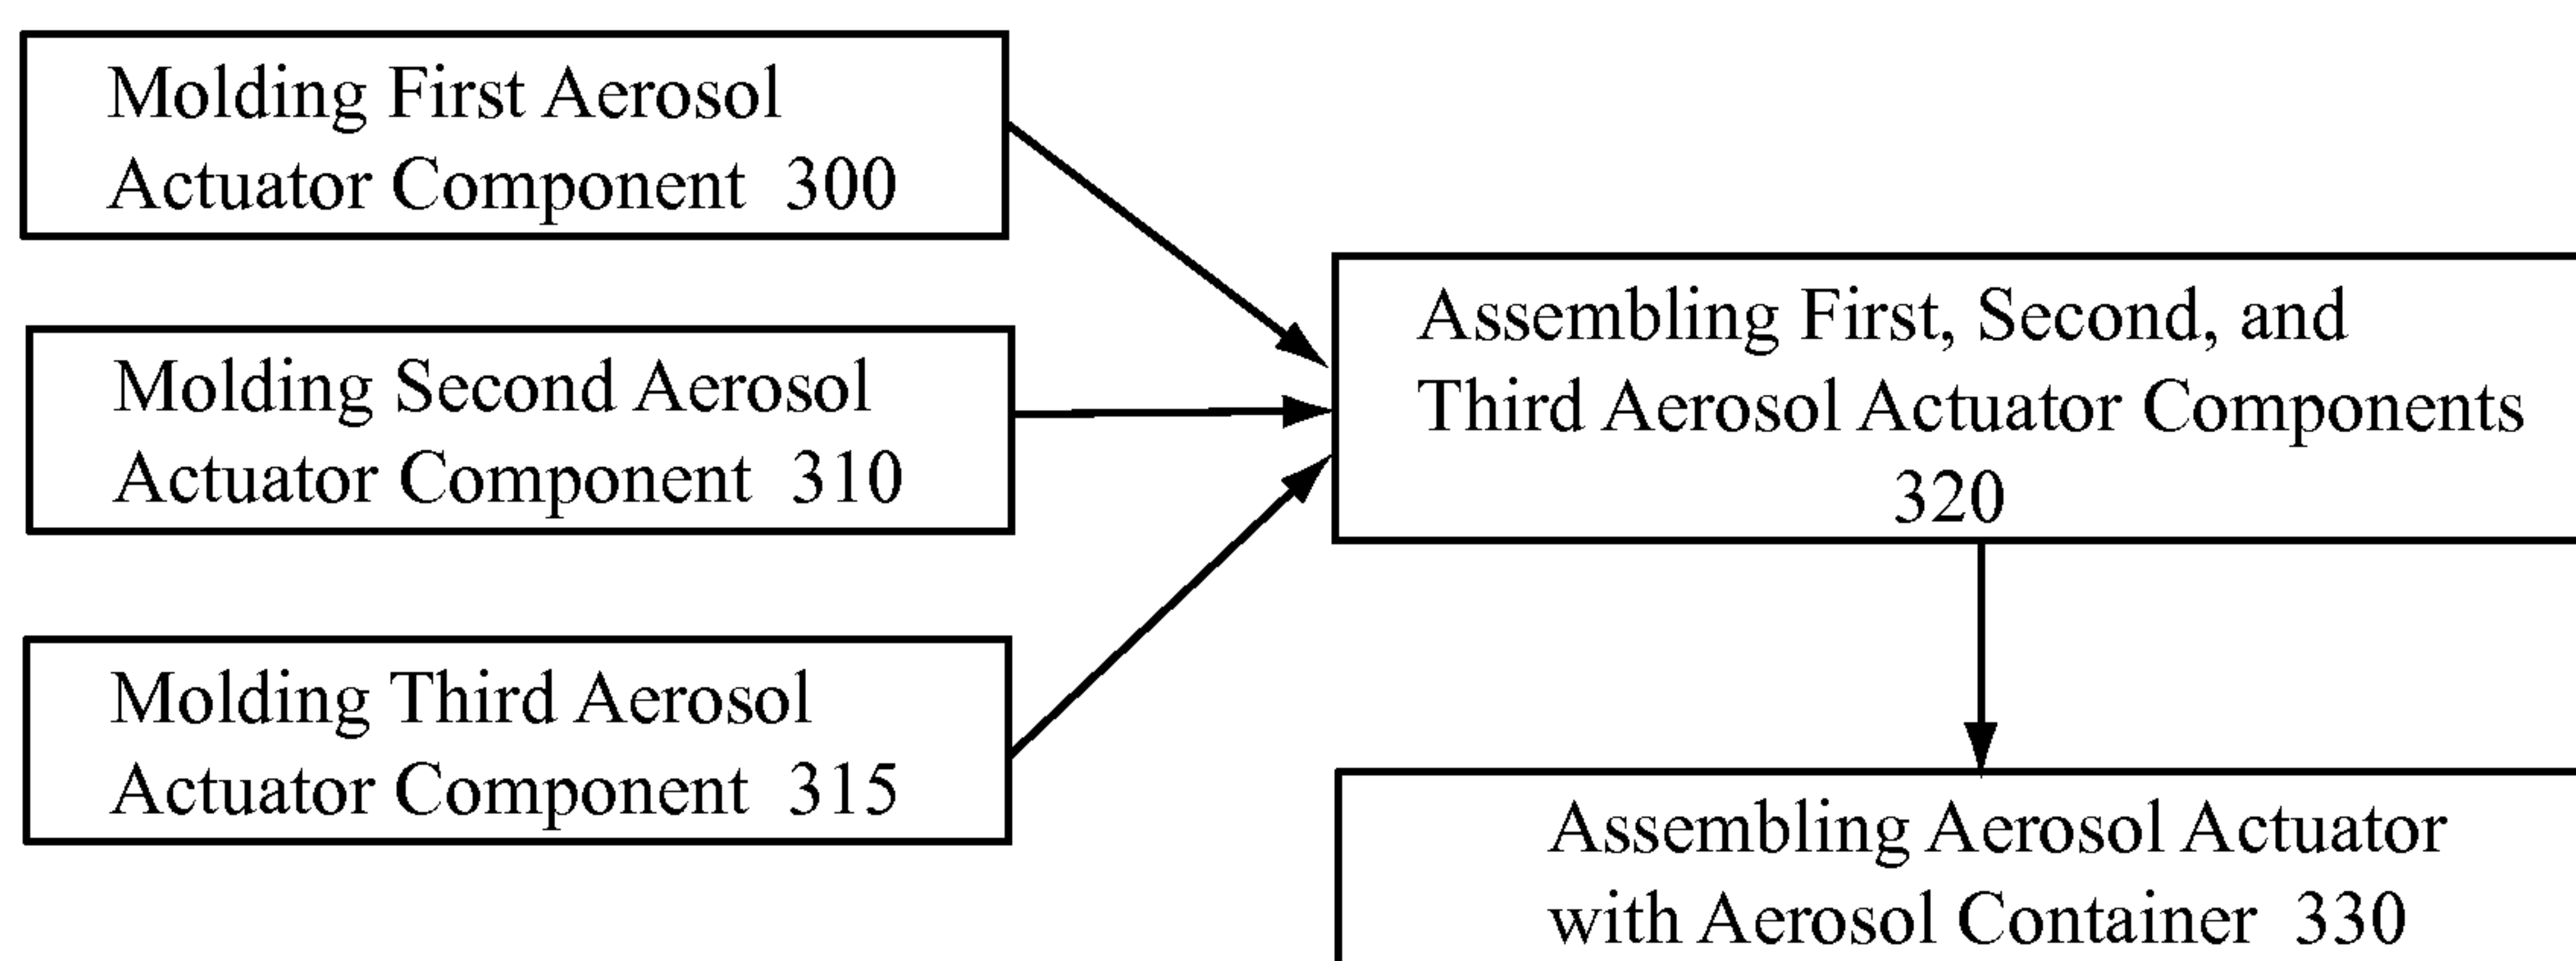 Molding First Aerosol
Actuator Component 300
Molding Second Aerosol
Actuator Component 310
Molding Third Aerosol
Actuator Component 315
Assembling First, Second, and
Third Aerosol Actuator Components
320
Assembling Aerosol Actuator
with Aerosol Container 330